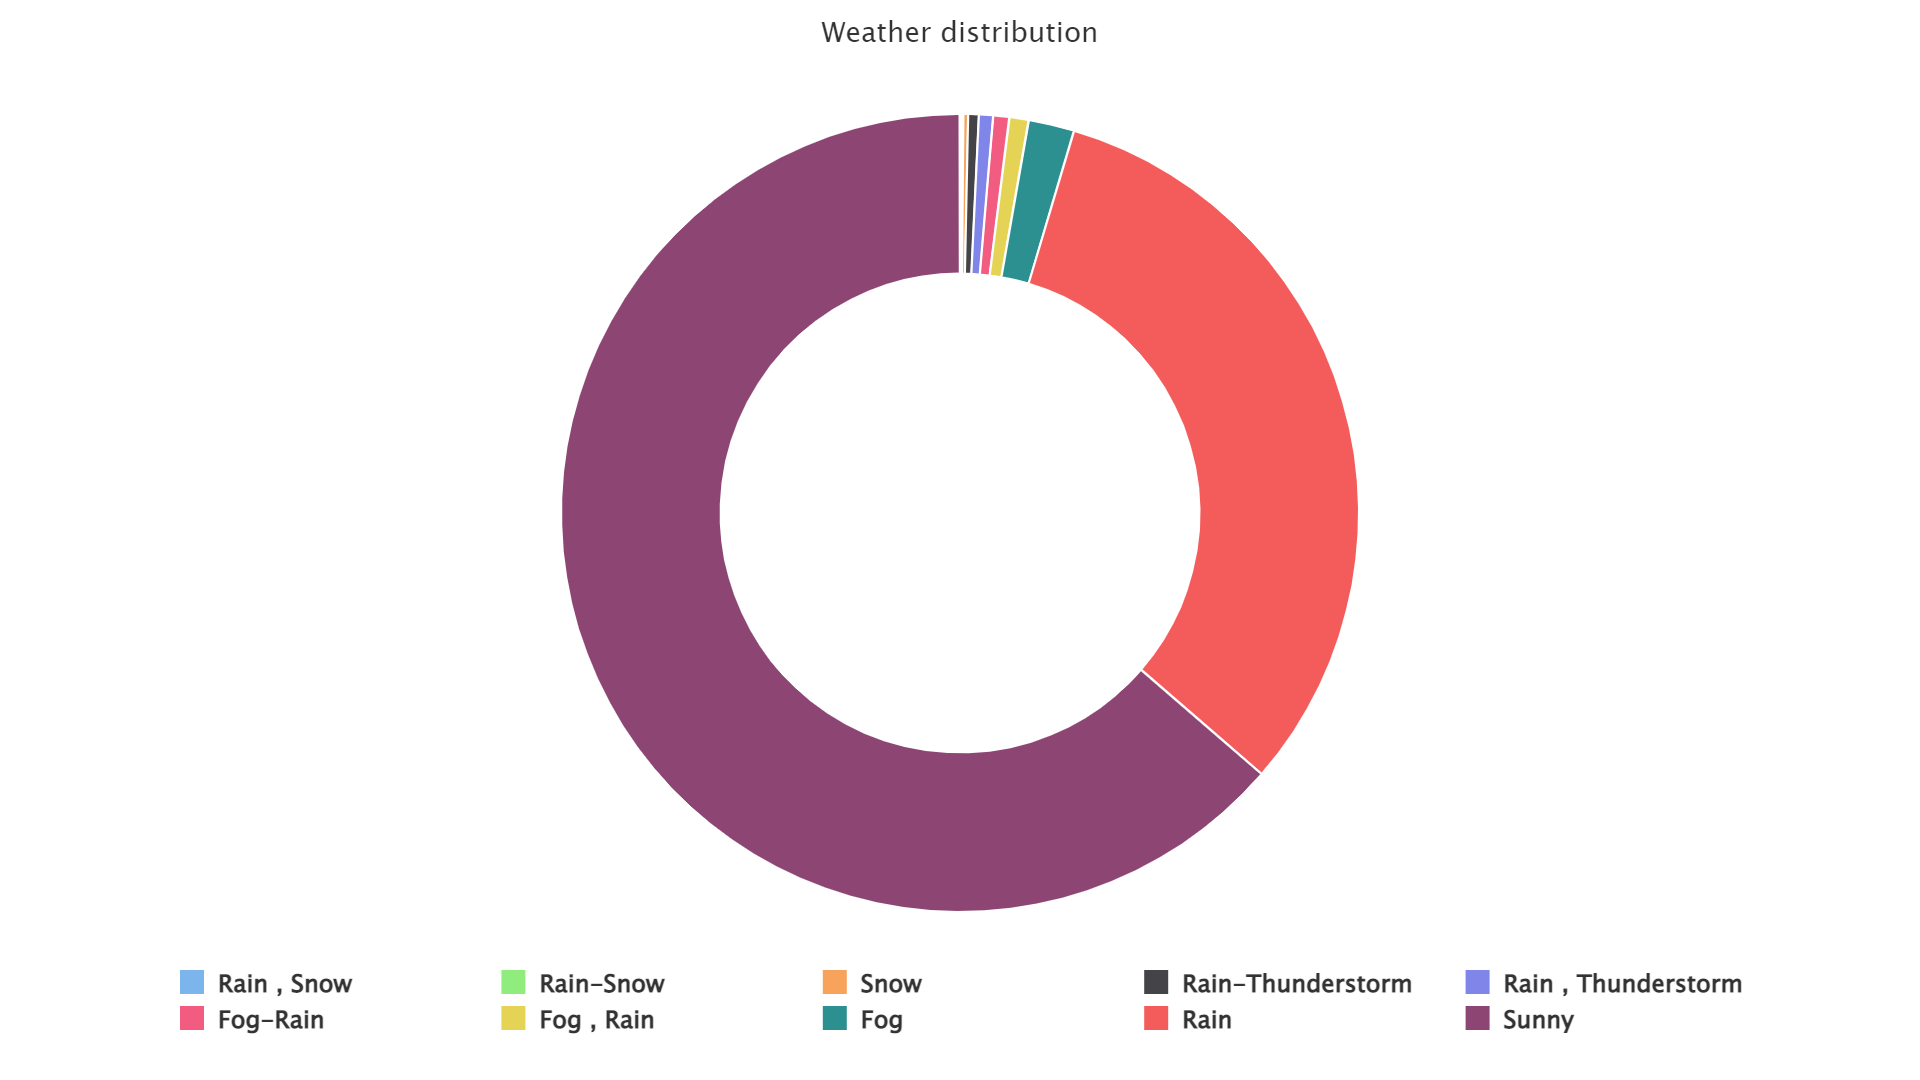 Weather distribution
Rain , Snow Rain-Snow Snow Rain-Thunderstorm Rain , Thunderstorm
Fog-Rain Fog , Rain Fog Rain Sunny